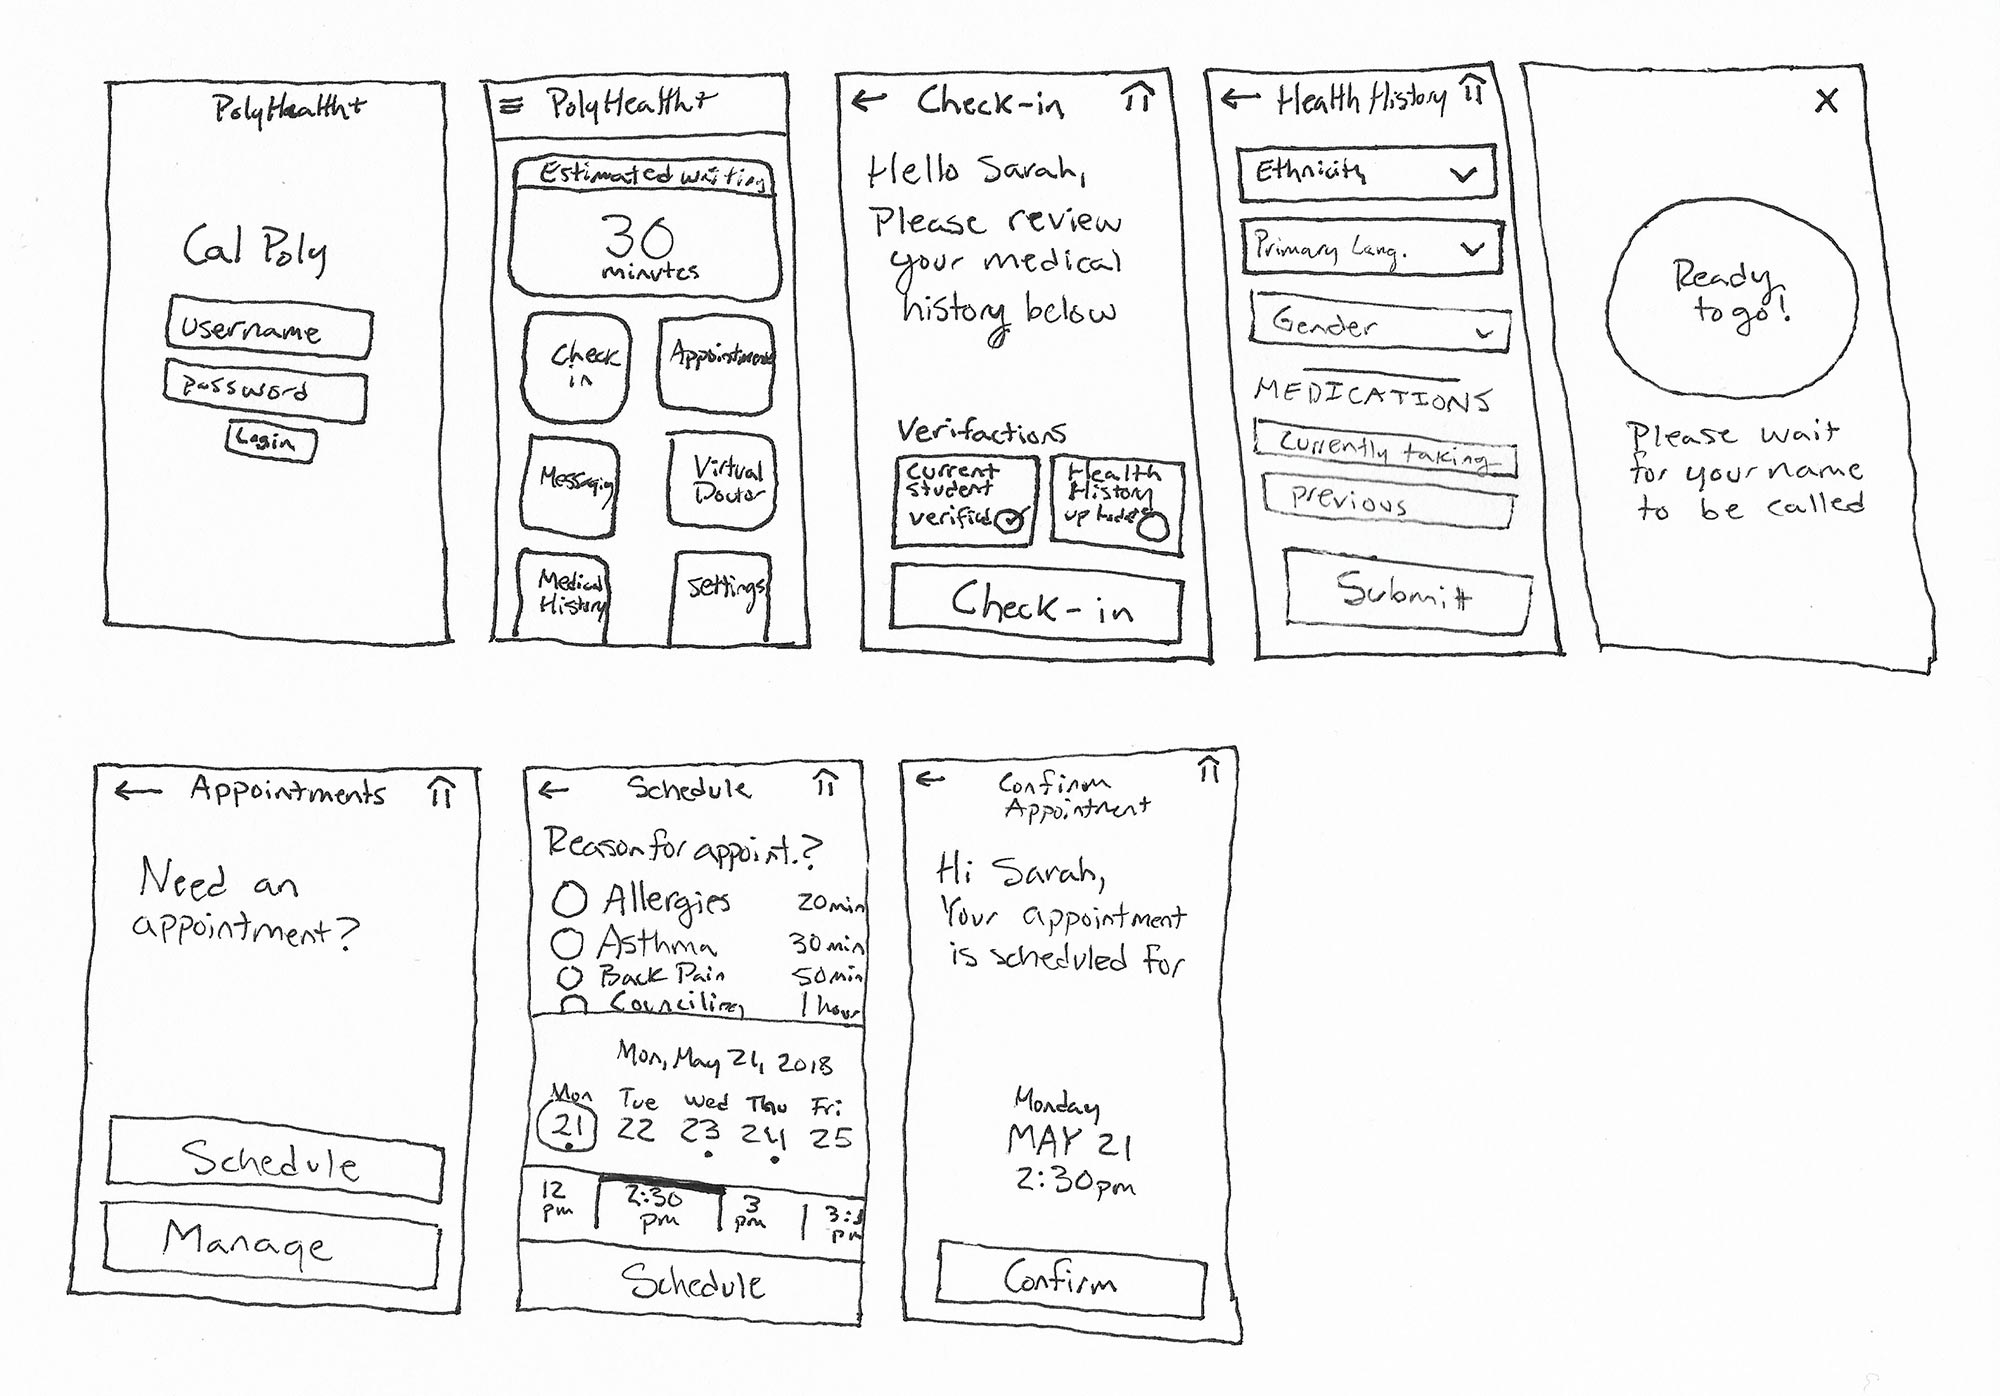 PolyHealth+
Cal Poly
Username
password
Login
PolyHealth+
Estimated waiting
30
minutes
Check
in
Appointments
Messaging
Virtual
Doctor
Medical
History
Settings
Check-in
Hello Sarah,
Please review
your medical
history below
Verifactions
Current
student
verified
Health
History
up to date
Check-in
Health History
Ethnicity
Primary Lang.
Gender
MEDICATIONS
Currently taking
previous
Submit
X
Ready
to go!
Please wait
for your name
to be called
Appointments
Need an
appointment?
Schedule
Manage
Schedule
Reason for appoint.?
Allergies 20min
Asthma 30min
Back Pain 50min
Counciling 1 hour
Mon, May 21, 2018
Mon Tue Wed Thu Fri
21 22 23 24 25
12 pm
2:30 pm
3 pm
3:3 pm
Schedule
Confirm
Appointment
Hi Sarah,
Your appointment
is scheduled for
Monday
MAY 21
2:30pm
Confirm